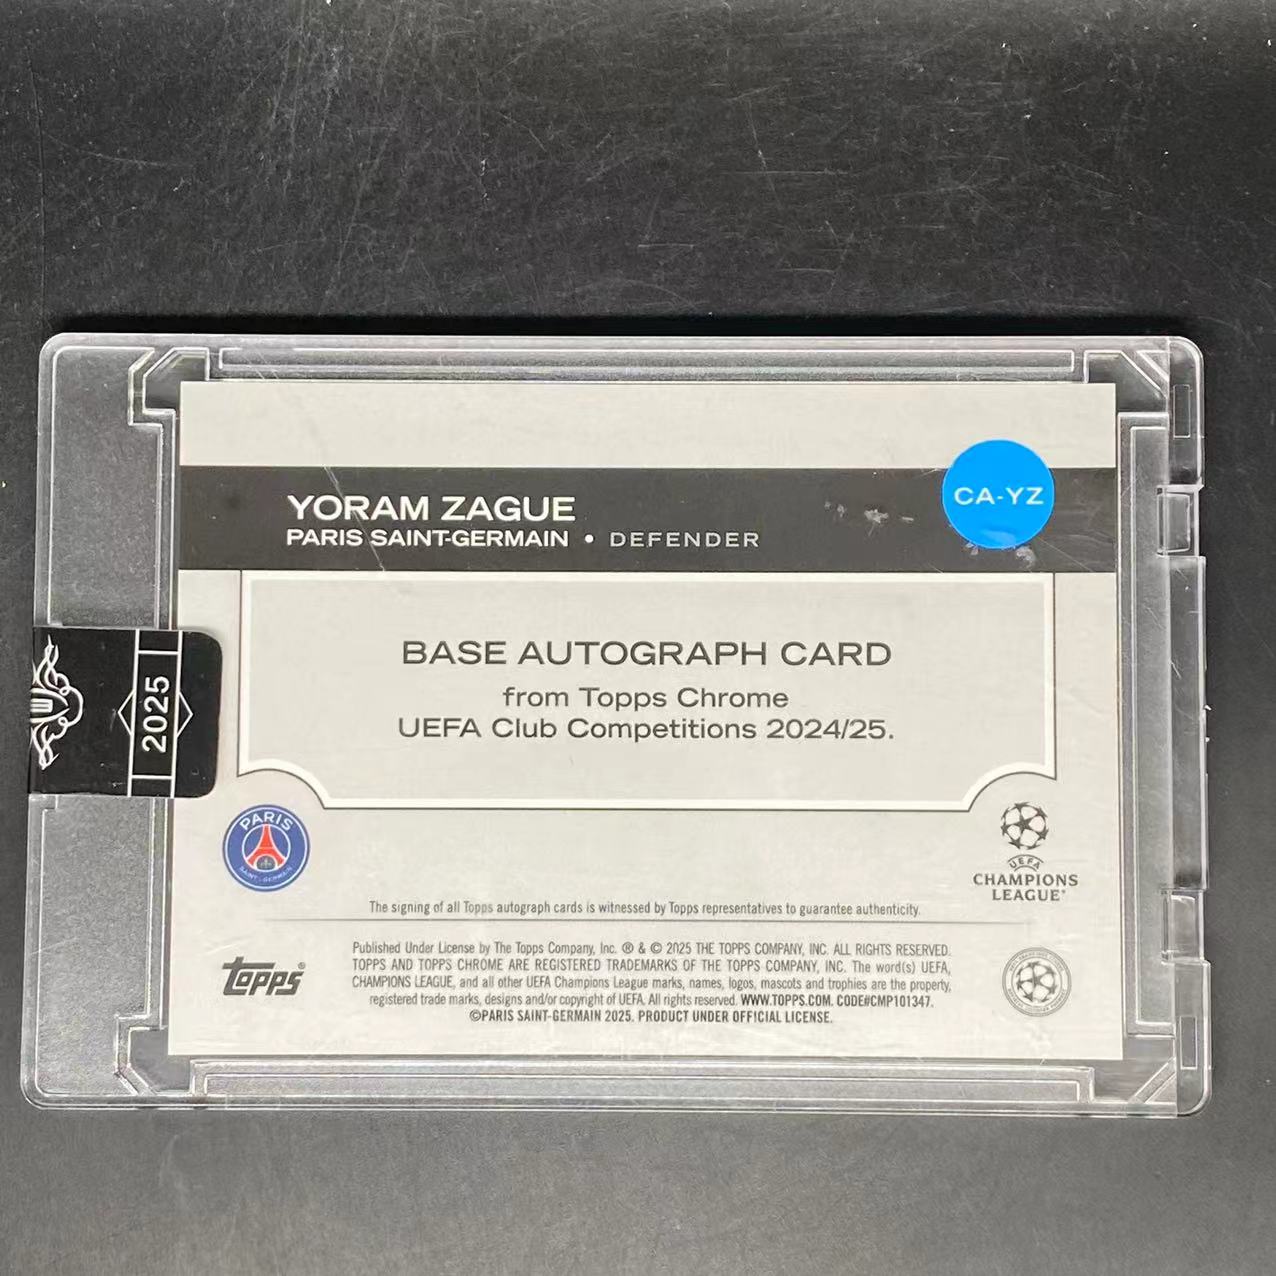 YORAM ZAGUE
PARIS SAINT-GERMAIN • DEFENDER
CA-YZ
BASE AUTOGRAPH CARD
from Topps Chrome
UEFA Club Competitions 2024/25.
2025
PARIS
SAINT-GERMAIN
UEFA
CHAMPIONS
LEAGUE®
The signing of all Topps autograph cards is witnessed by Topps representatives to guarantee authenticity.
topps®
Published Under License by The Topps Company, Inc. ® & © 2025 THE TOPPS COMPANY, INC. ALL RIGHTS RESERVED.
TOPPS AND TOPPS CHROME ARE REGISTERED TRADEMARKS OF THE TOPPS COMPANY, INC. The word(s) UEFA,
CHAMPIONS LEAGUE, and all other UEFA Champions League marks, names, logos, mascots and trophies are the property,
registered trade marks, designs and/or copyright of UEFA. All rights reserved. WWW.TOPPS.COM. CODE#CMP101347.
©PARIS SAINT-GERMAIN 2025. PRODUCT UNDER OFFICIAL LICENSE.